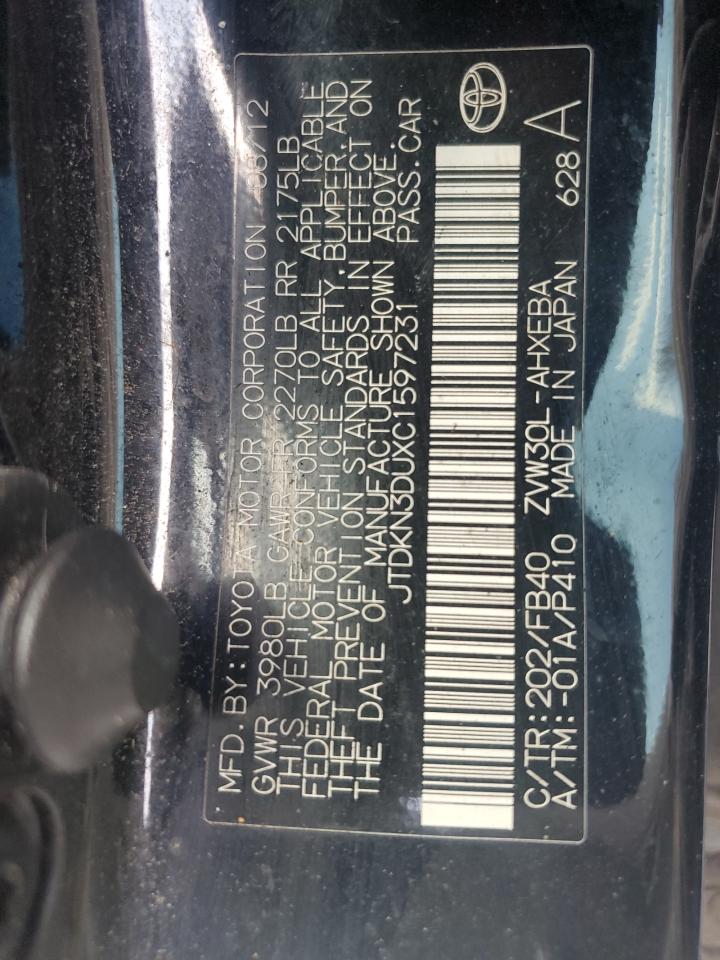 MFD.BY:TOYOTA MOTOR CORPORATION /12
GVWR 3980LB GAWR FR 2270LB RR 2175LB
THIS VEHICLE CONFORMS TO ALL APPLICABLE
FEDERAL MOTOR VEHICLE SAFETY,BUMPER,AND
THEFT PREVENTION STANDARDS IN EFFECT ON
THE DATE OF MANUFACTURE SHOWN ABOVE.
JTDKN3DUXC1597231 PASS.CAR
C/TR:202/FB40 ZVW30L-AHXEBA 628
A/TM:-01A/P410 MADE IN JAPAN A